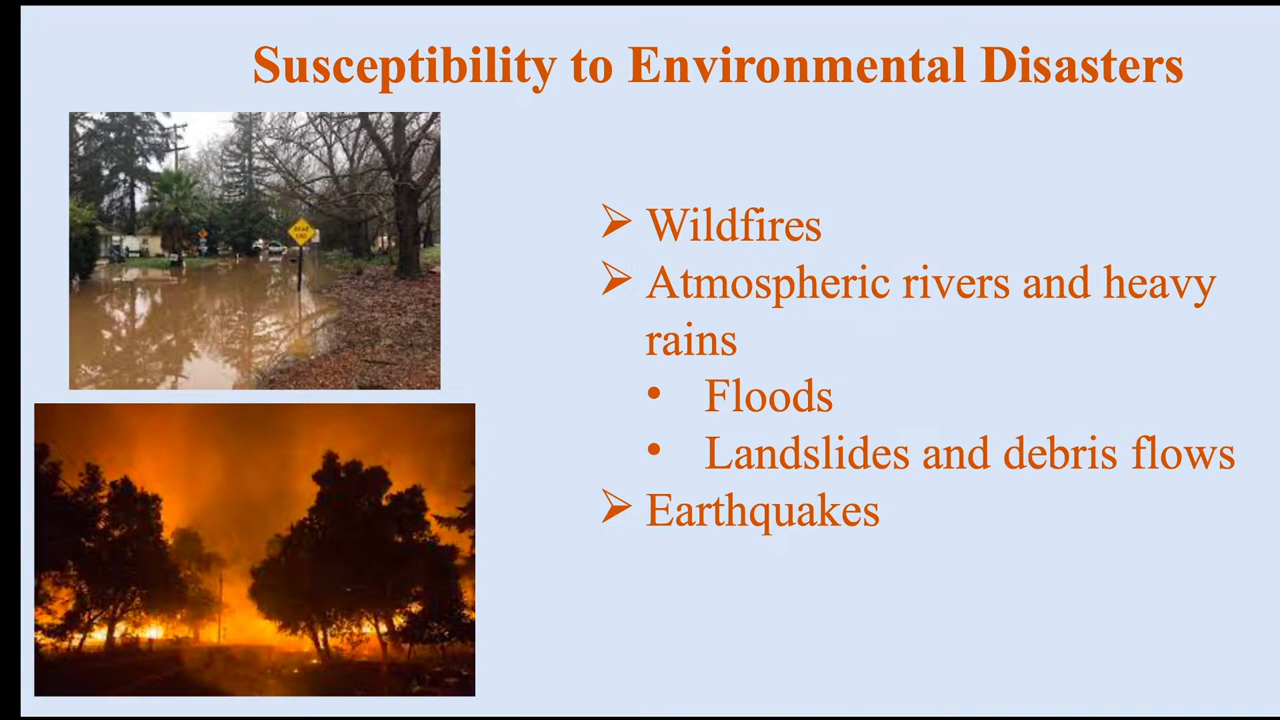 Susceptibility to Environmental Disasters
➢ Wildfires
➢ Atmospheric rivers and heavy
rains
• Floods
• Landslides and debris flows
➢ Earthquakes